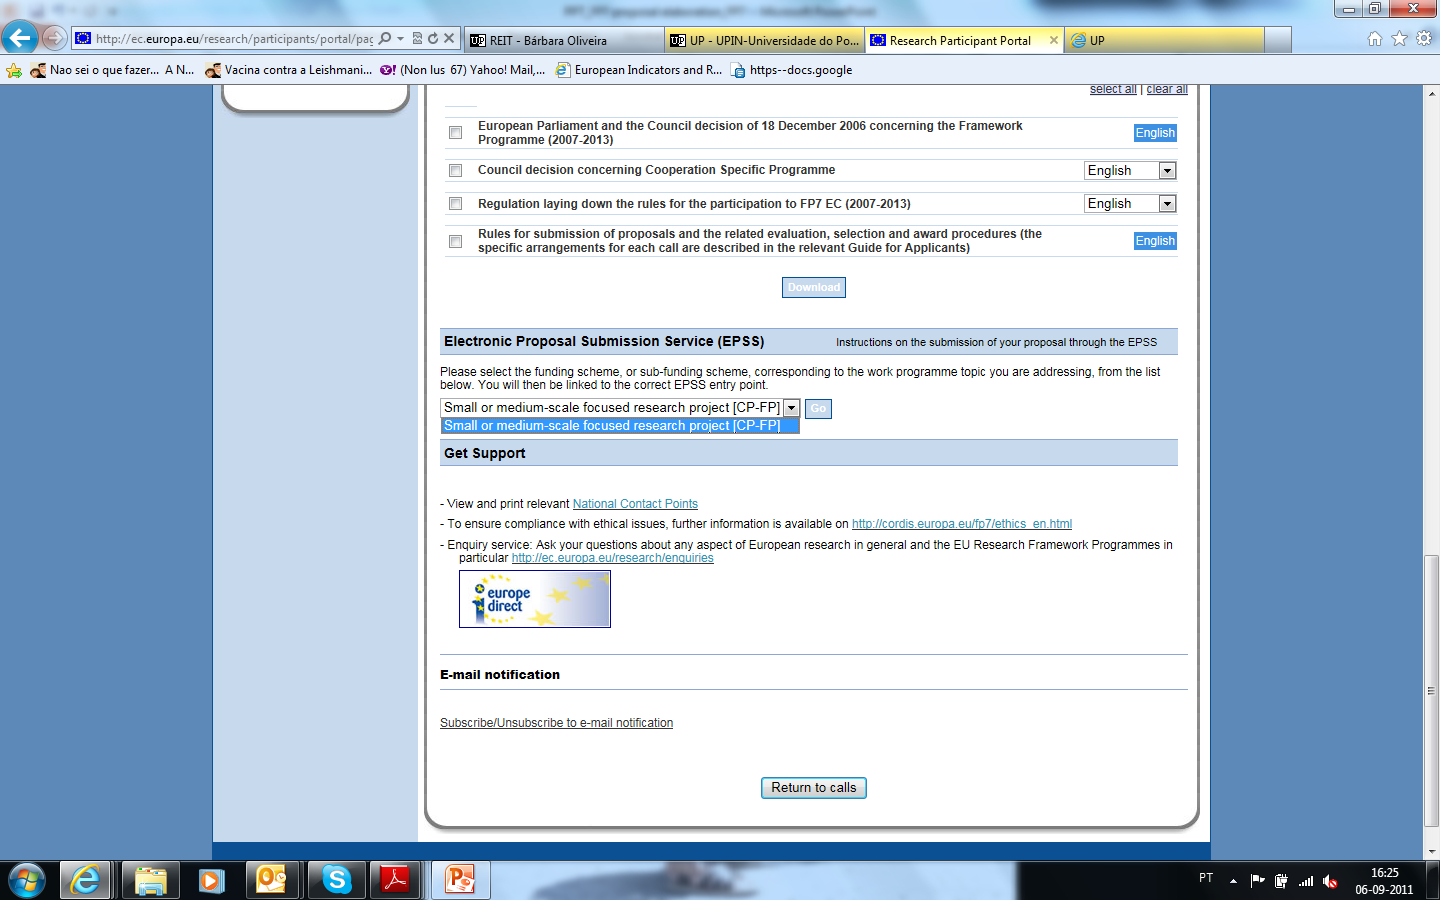 PPT_FP7 proposal elaboration_PPT - Microsoft PowerPoint
http://ec.europa.eu/research/participants/portal/pag
REIT - Bárbara Oliveira
UP - UPIN-Universidade do Po...
Research Participant Portal
UP
Nao sei o que fazer... A N...
Vacina contra a Leishmani...
(Non lus 67) Yahoo! Mail,...
European Indicators and R...
https--docs.google
select all | clear all
European Parliament and the Council decision of 18 December 2006 concerning the Framework
Programme (2007-2013)
English
Council decision concerning Cooperation Specific Programme
English
Regulation laying down the rules for the participation to FP7 EC (2007-2013)
English
Rules for submission of proposals and the related evaluation, selection and award procedures (the
specific arrangements for each call are described in the relevant Guide for Applicants)
English
Download
Electronic Proposal Submission Service (EPSS)
Instructions on the submission of your proposal through the EPSS
Please select the funding scheme, or sub-funding scheme, corresponding to the work programme topic you are addressing, from the list
below. You will then be linked to the correct EPSS entry point.
Small or medium-scale focused research project [CP-FP]
Go
Small or medium-scale focused research project [CP-FP]
Get Support
- View and print relevant National Contact Points
- To ensure compliance with ethical issues, further information is available on http://cordis.europa.eu/fp7/ethics_en.html
- Enquiry service: Ask your questions about any aspect of European research in general and the EU Research Framework Programmes in
particular http://ec.europa.eu/research/enquiries
europe
direct
E-mail notification
Subscribe/Unsubscribe to e-mail notification
Return to calls
PT
16:25
06-09-2011